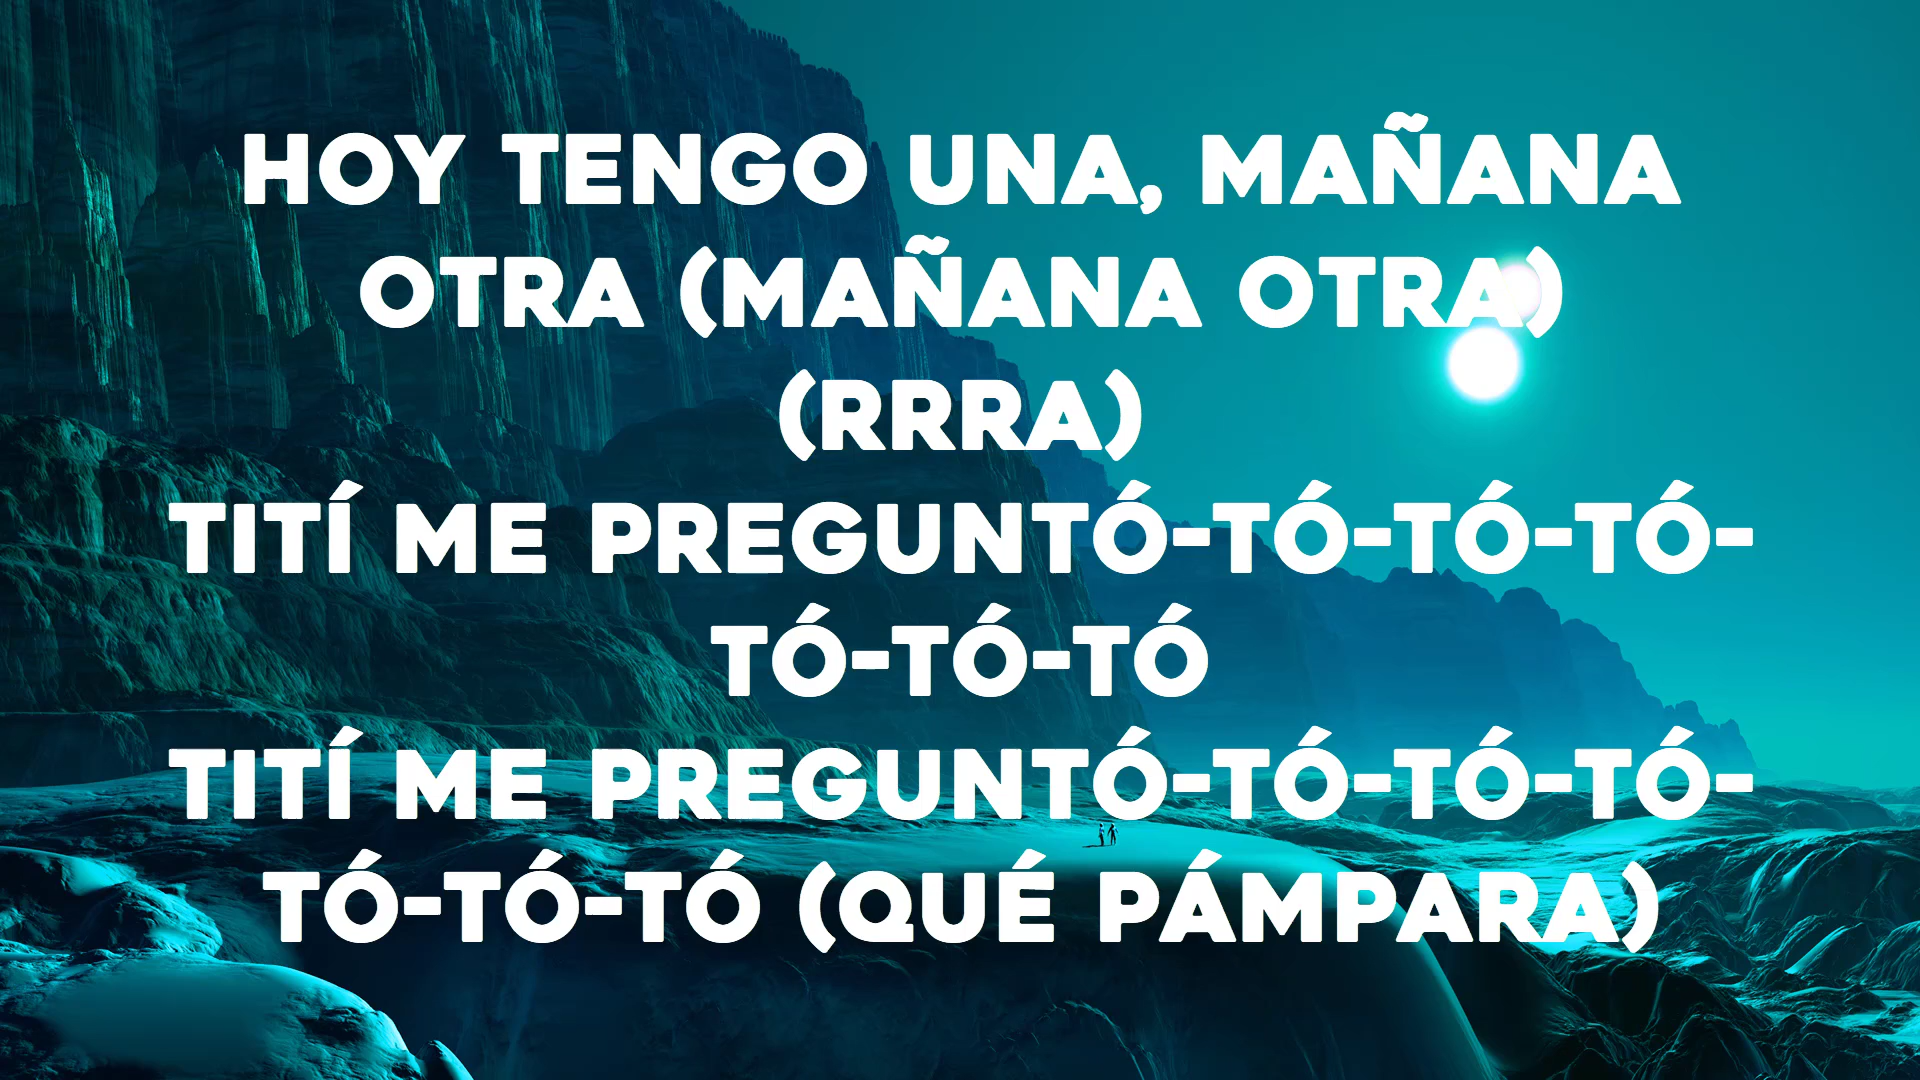 HOY TENGO UNA, MAÑANA
OTRA (MAÑANA OTRA)
(RRRA)
TITÍ ME PREGUNTÓ-TÓ-TÓ-TÓ-
TÓ-TÓ-TÓ
TITÍ ME PREGUNTÓ-TÓ-TÓ-TÓ-
TÓ-TÓ-TÓ (QUÉ PÁMPARA)